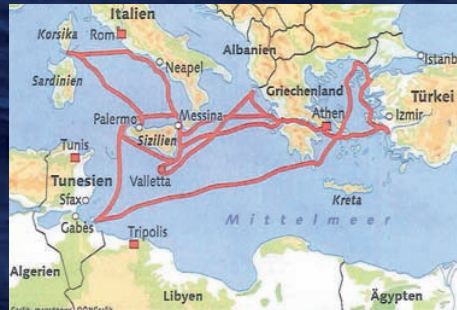 Italien
Korsika
Rom
Albanien
Istanb
Neapel
Sardinien
Griechenland
Türkei
Palermo
Messina
Athen
Izmir
Sizilien
Tunis
Tunesien
Valletta
Sfax
Kreta
Gabès
Mittelmeer
Tripolis
Algerien
Libyen
Ägypten